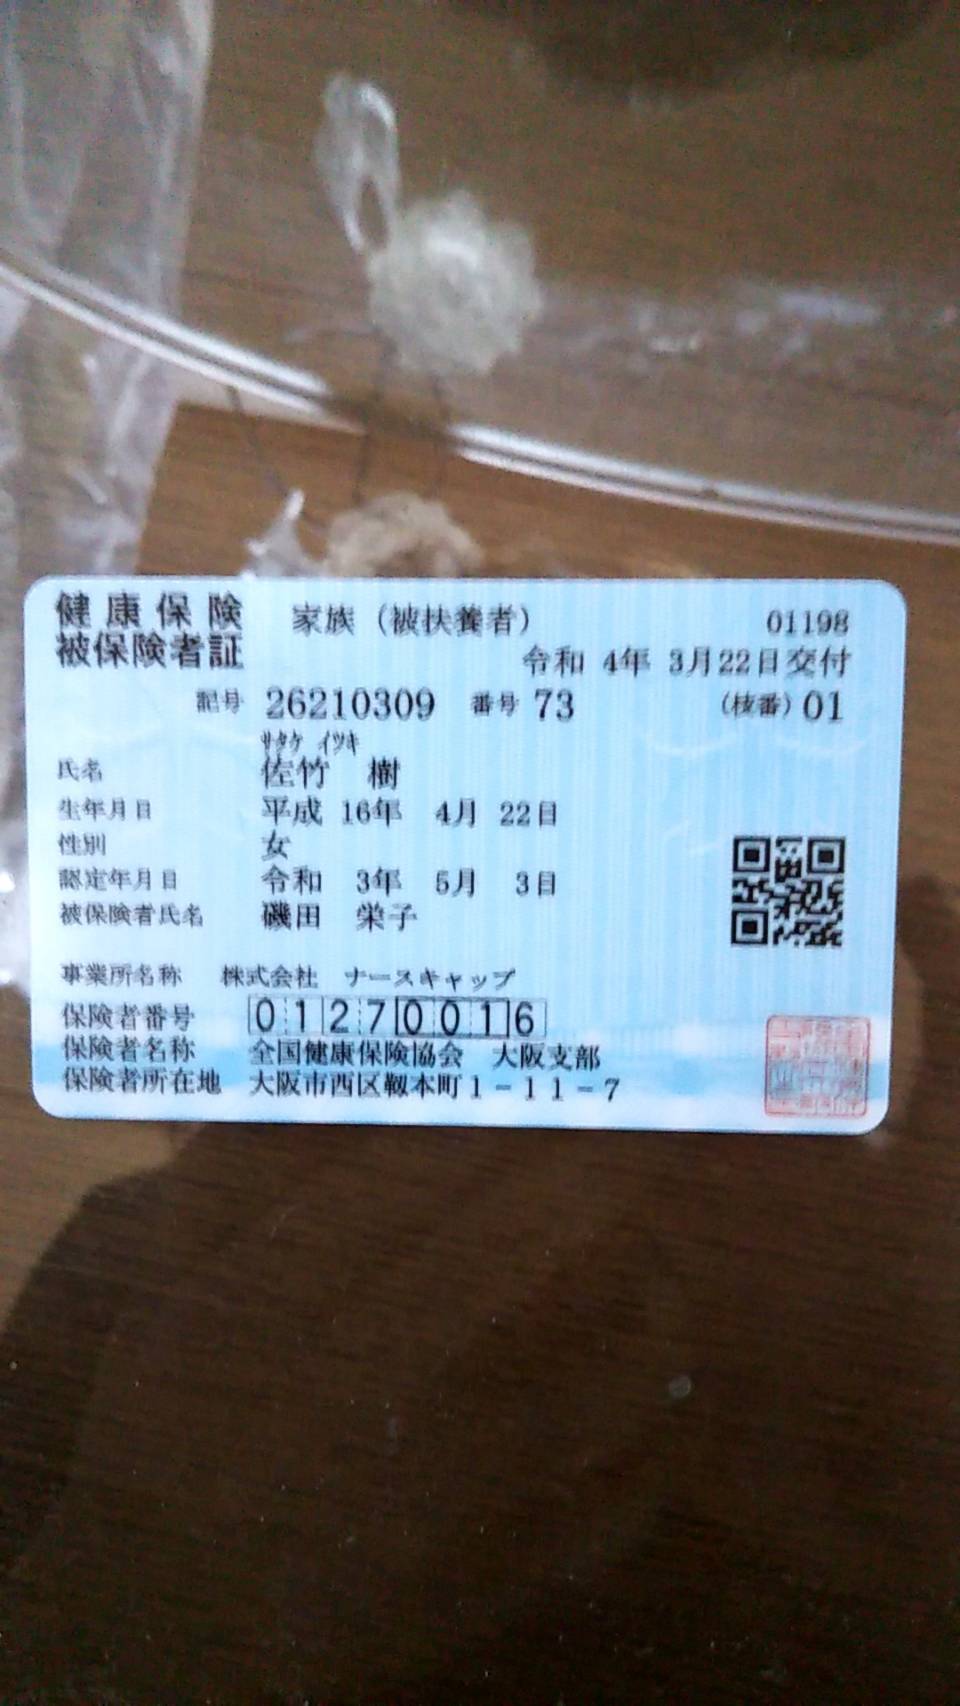 健康保険 家族（被扶養者） 01198
被保険者証 令和 4年 3月22日交付
記号 26210309 番号 73 （枝番）01
ｻﾀｹ ｲﾂｷ
氏名 佐竹 樹
生年月日 平成 16年 4月 22日
性別 女
認定年月日 令和 3年 5月 3日
被保険者氏名 磯田 栄子
事業所名称 株式会社 ナースキャップ
保険者番号 01270016
保険者名称 全国健康保険協会 大阪支部
保険者所在地 大阪市西区靱本町1－11－7